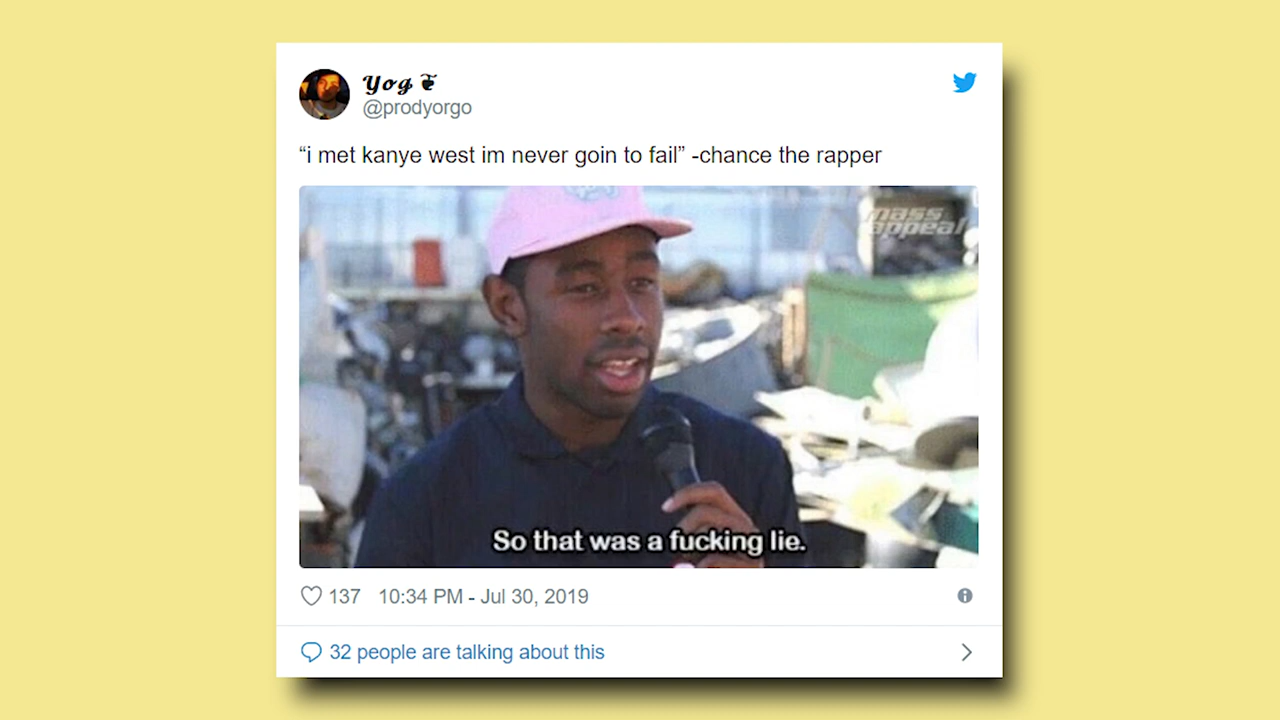 Yog ❦
@prodyorgo
“i met kanye west im never goin to fail” -chance the rapper
mass
appeal
So that was a fucking lie.
137 10:34 PM - Jul 30, 2019
32 people are talking about this